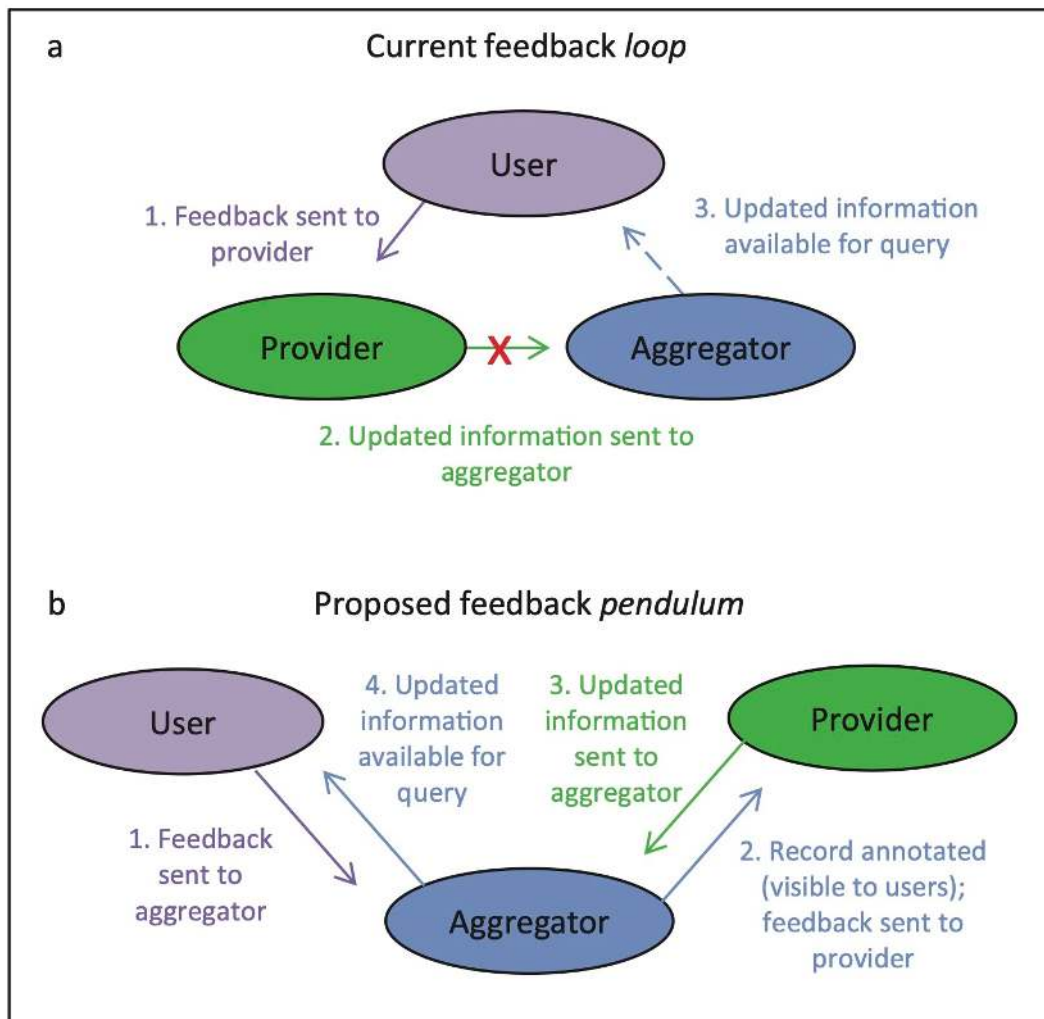 a
Current feedback loop
User
1. Feedback sent to
provider
3. Updated information
available for query
Provider
X
Aggregator
2. Updated information sent to
aggregator
b
Proposed feedback pendulum
User
4. Updated
information
available for
query
3. Updated
information
sent to
aggregator
Provider
1. Feedback
sent to
aggregator
Aggregator
2. Record annotated
(visible to users);
feedback sent to
provider